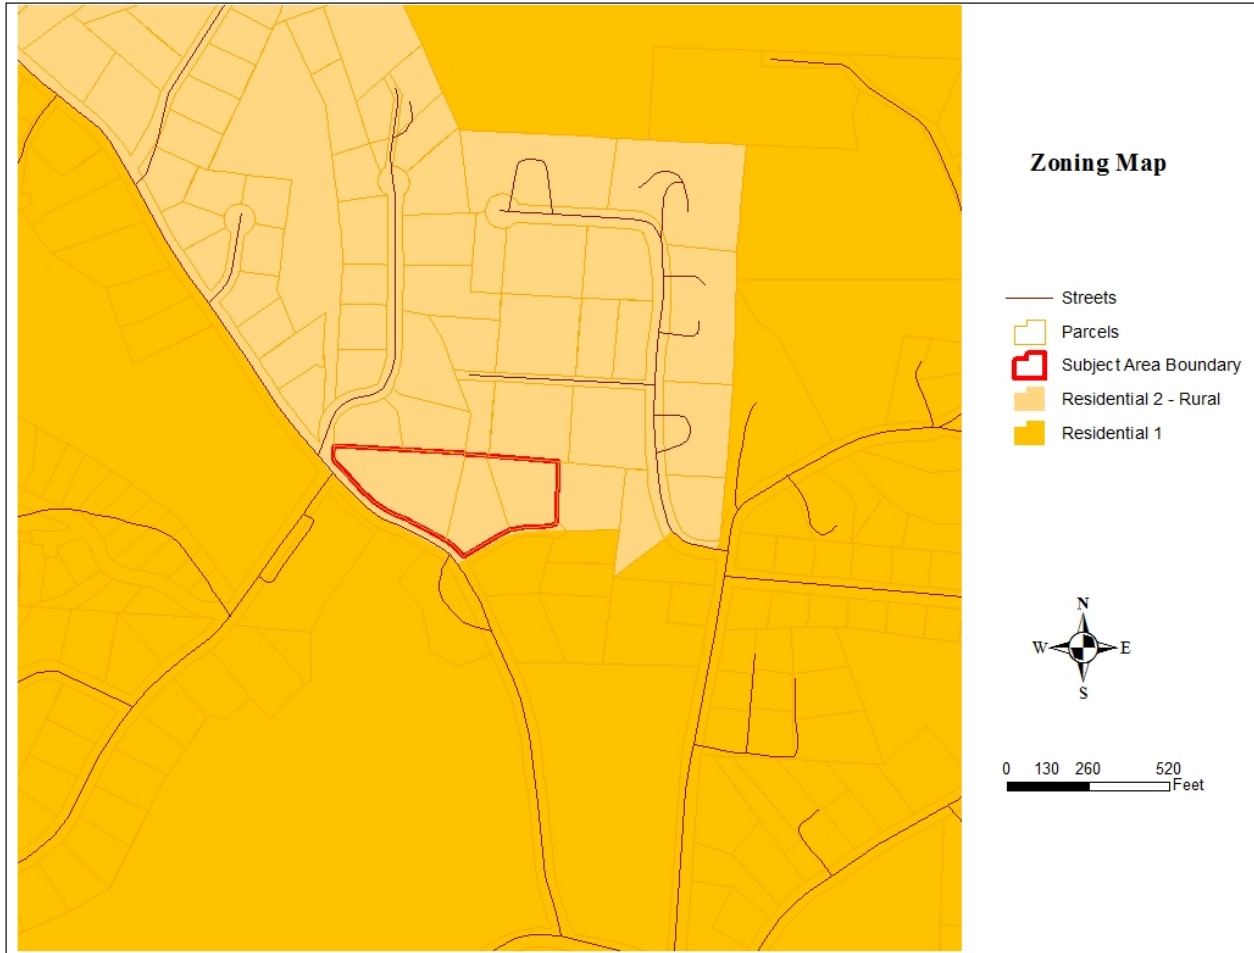 Zoning Map
Streets
Parcels
Subject Area Boundary
Residential 2 - Rural
Residential 1
N
W E
S
0 130 260 520
Feet